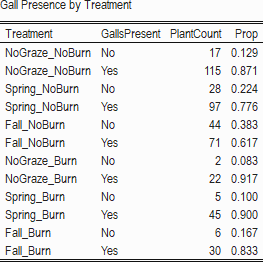 Gall Presence by Treatment
Treatment GallsPresent PlantCount Prop
NoGraze_NoBurn No 17 0.129
NoGraze_NoBurn Yes 115 0.871
Spring_NoBurn No 28 0.224
Spring_NoBurn Yes 97 0.776
Fall_NoBurn No 44 0.383
Fall_NoBurn Yes 71 0.617
NoGraze_Burn No 2 0.083
NoGraze_Burn Yes 22 0.917
Spring_Burn No 5 0.100
Spring_Burn Yes 45 0.900
Fall_Burn No 6 0.167
Fall_Burn Yes 30 0.833